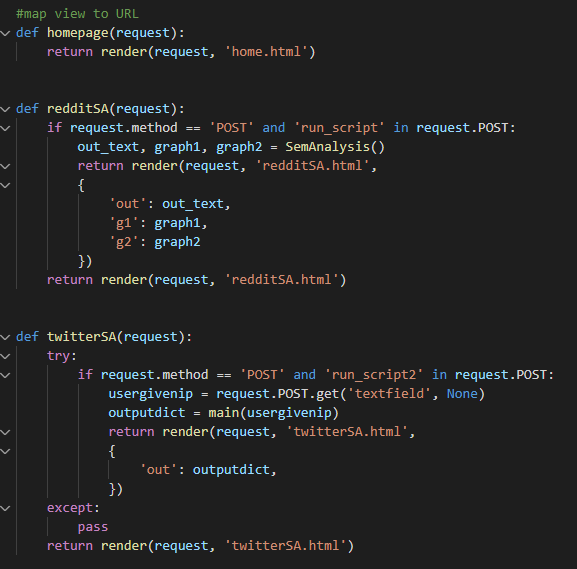 #map view to URL
def homepage(request):
    return render(request, 'home.html')
def redditSA(request):
    if request.method == 'POST' and 'run_script' in request.POST:
        out_text, graph1, graph2 = SemAnalysis()
        return render(request, 'redditSA.html',
        {
            'out': out_text,
            'g1': graph1,
            'g2': graph2
        })
    return render(request, 'redditSA.html')
def twitterSA(request):
    try:
        if request.method == 'POST' and 'run_script2' in request.POST:
            usergivenip = request.POST.get('textfield', None)
            outputdict = main(usergivenip)
            return render(request, 'twitterSA.html',
            {
                'out': outputdict,
            })
    except:
        pass
    return render(request, 'twitterSA.html')